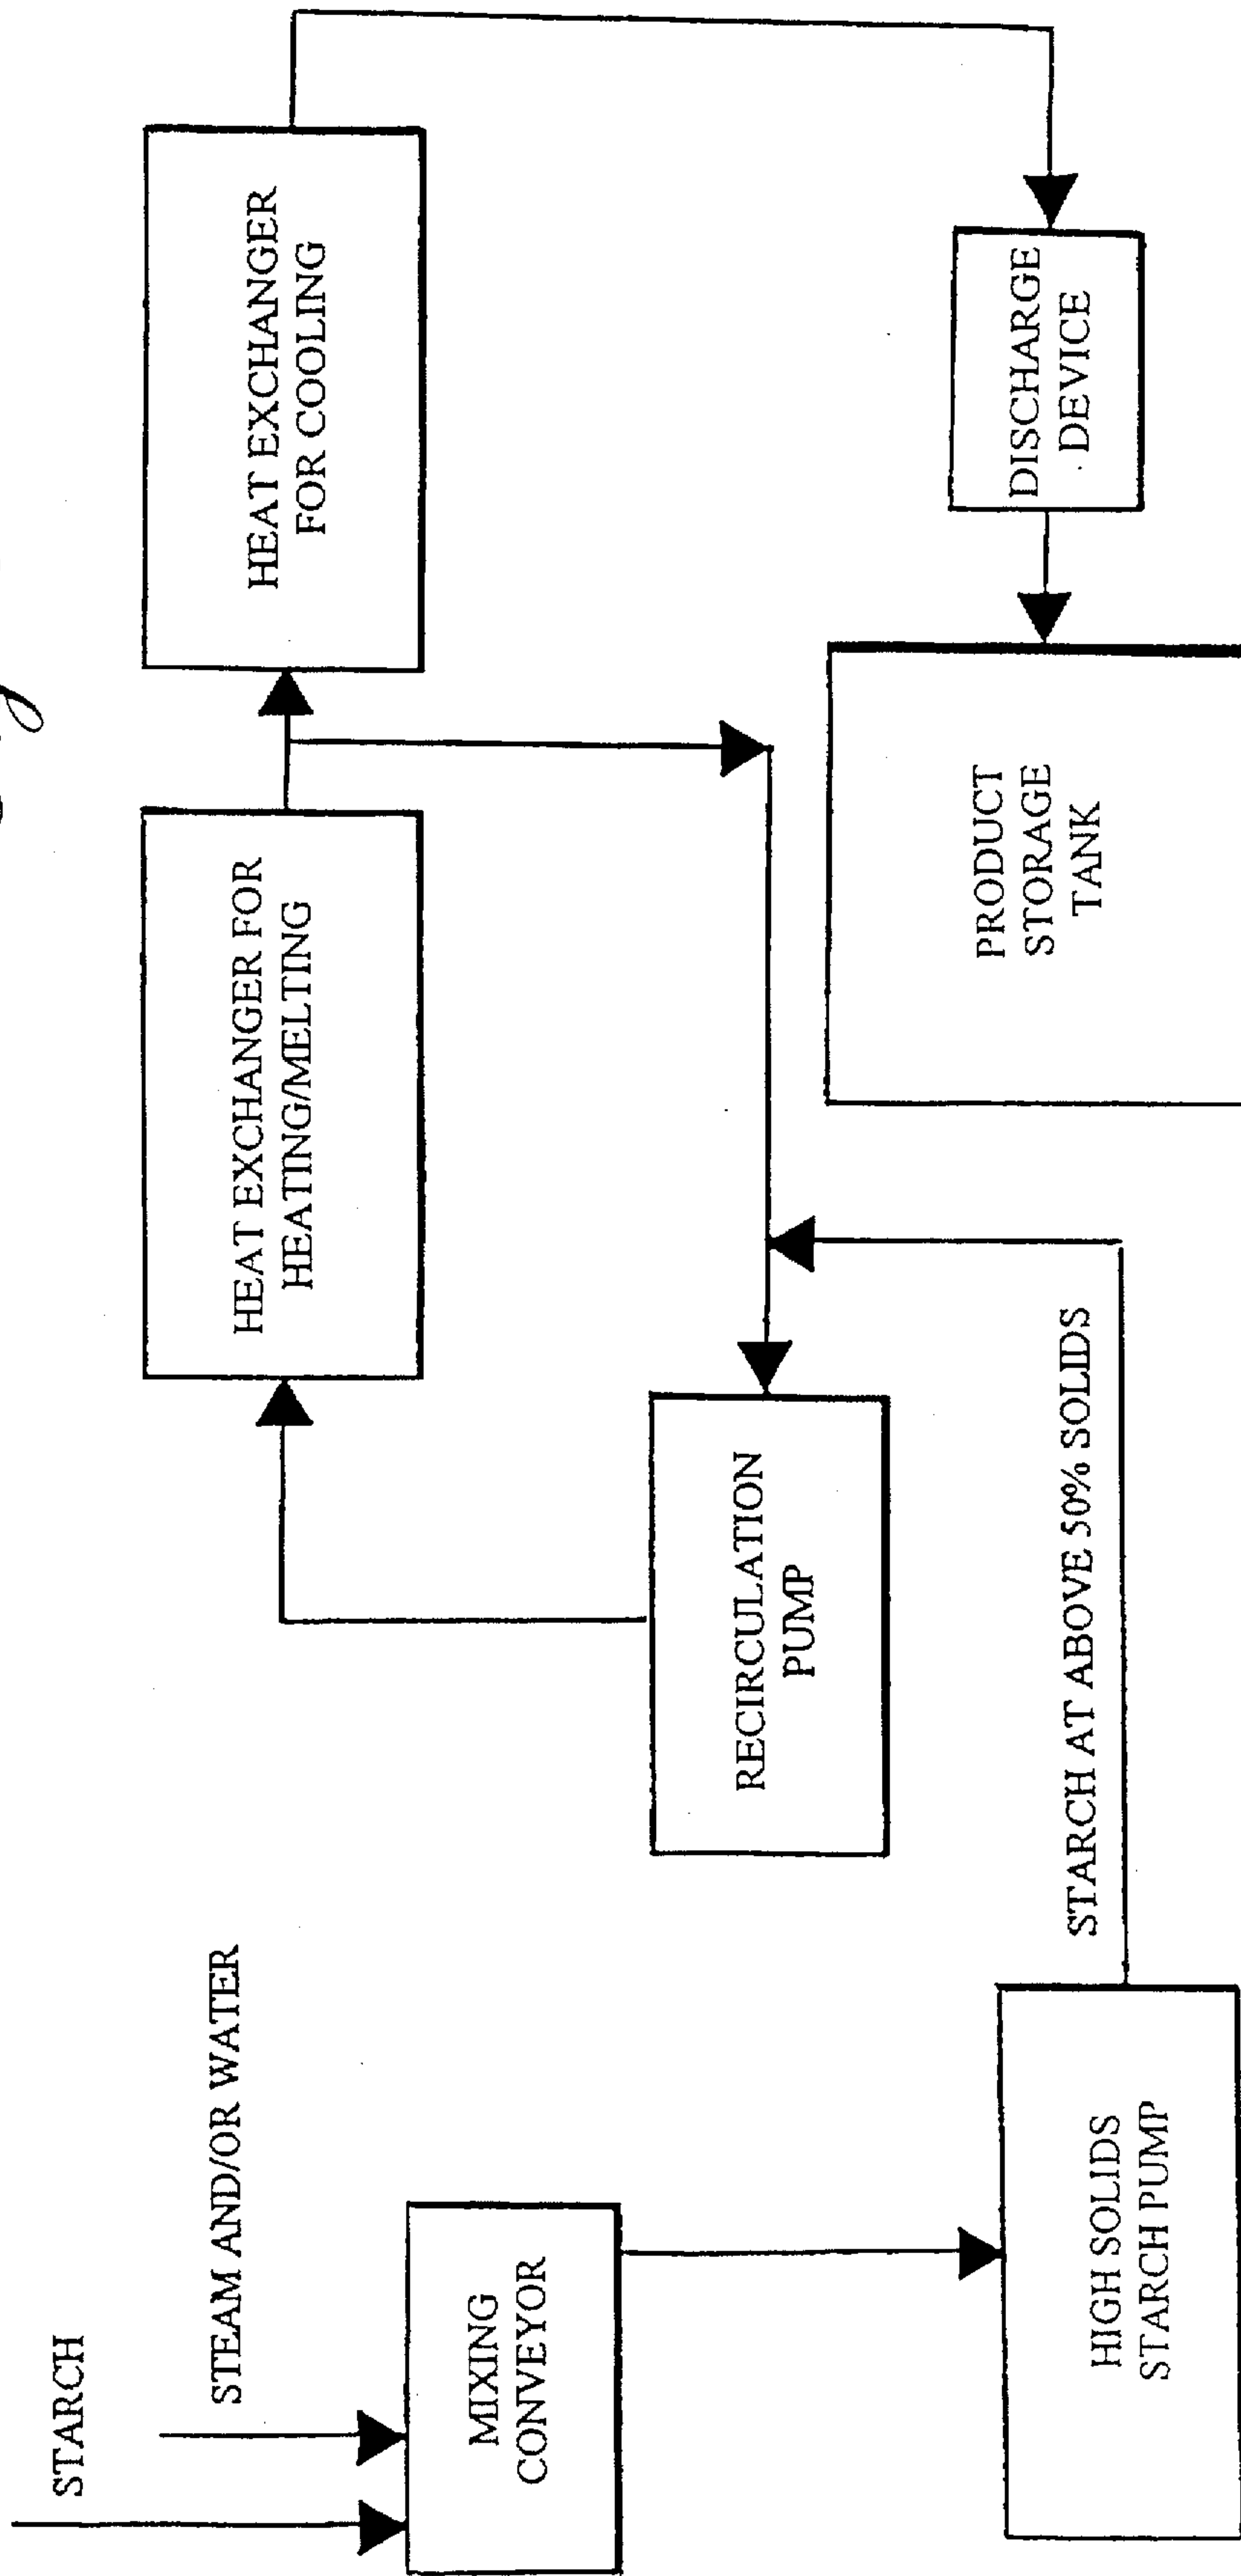 STARCH
STEAM AND/OR WATER
MIXING
CONVEYOR
HIGH SOLIDS
STARCH PUMP
STARCH AT ABOVE 50% SOLIDS
RECIRCULATION
PUMP
HEAT EXCHANGER FOR
HEATING/MELTING
HEAT EXCHANGER
FOR COOLING
DISCHARGE
DEVICE
PRODUCT
STORAGE
TANK